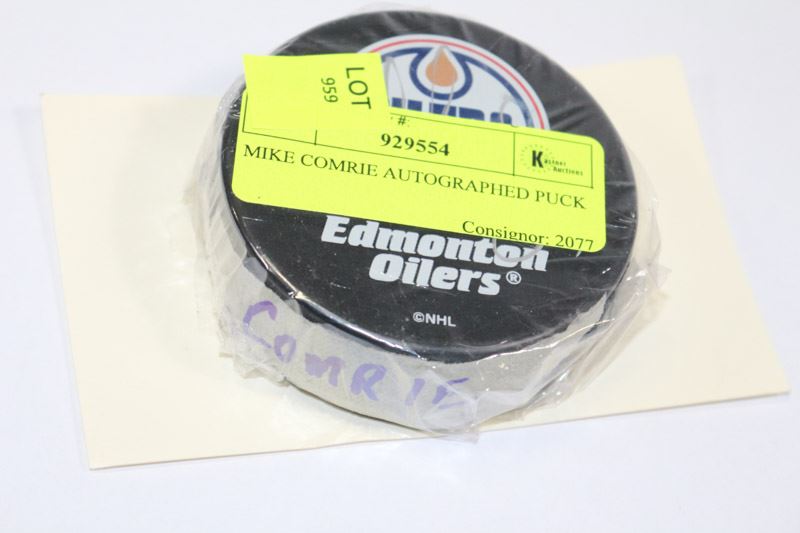 LOT
959
#:
929554
Kastner
Auctions
MIKE COMRIE AUTOGRAPHED PUCK
Consignor: 2077
Edmonton
Oilers®
©NHL
COMRIE